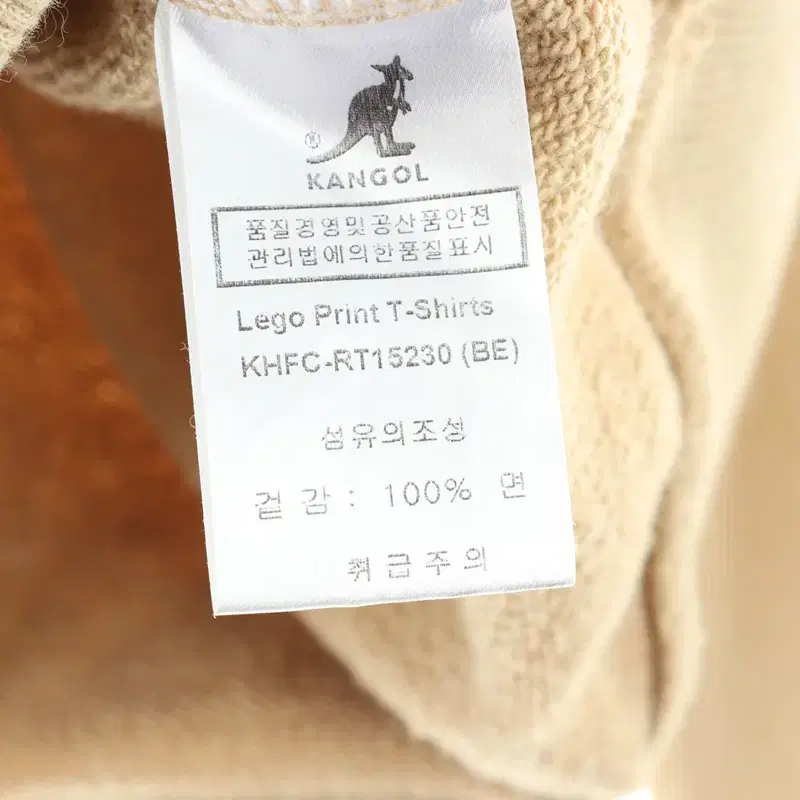 ®
KANGOL
품질경영및공산품안전
관리법에의한품질표시
Lego Print T-Shirts
KHFC-RT15230 (BE)
섬유의조성
겉감 : 100% 면
취급주의